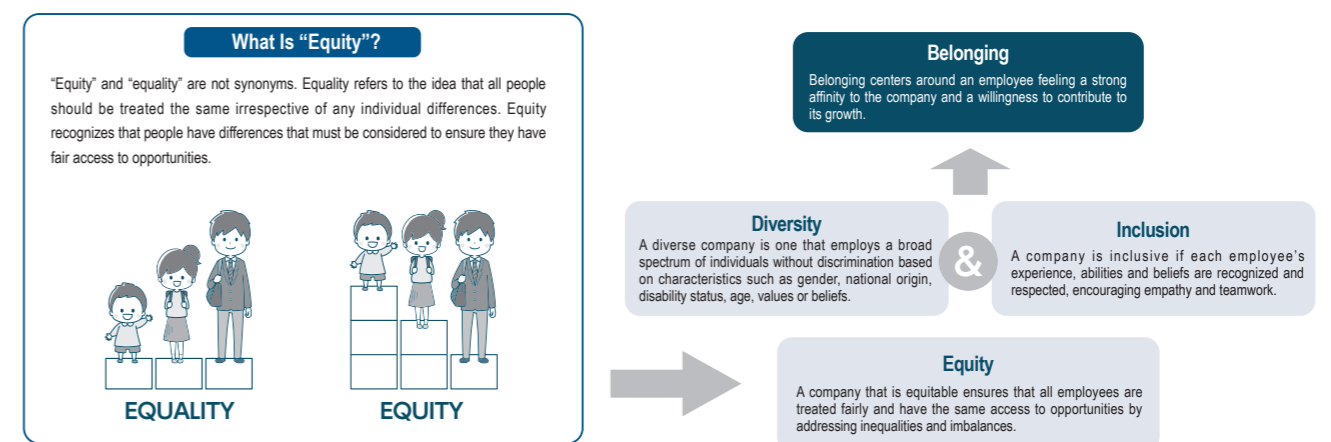 What Is “Equity”?
“Equity” and “equality” are not synonyms. Equality refers to the idea that all people
should be treated the same irrespective of any individual differences. Equity
recognizes that people have differences that must be considered to ensure they have
fair access to opportunities.
EQUALITY
EQUITY
Belonging
Belonging centers around an employee feeling a strong
affinity to the company and a willingness to contribute to
its growth.
Diversity
A diverse company is one that employs a broad
spectrum of individuals without discrimination based
on characteristics such as gender, national origin,
disability status, age, values or beliefs.
&
Inclusion
A company is inclusive if each employee’s
experience, abilities and beliefs are recognized and
respected, encouraging empathy and teamwork.
Equity
A company that is equitable ensures that all employees are
treated fairly and have the same access to opportunities by
addressing inequalities and imbalances.